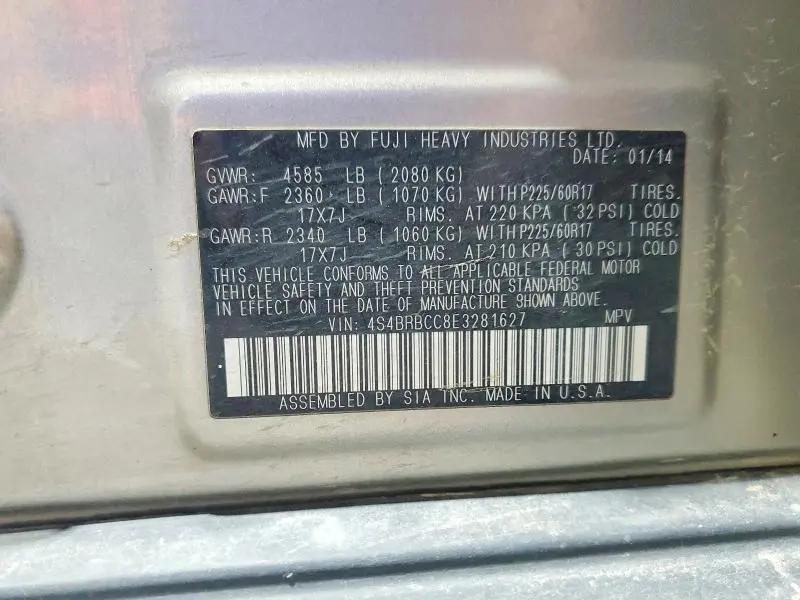 MFD BY FUJI HEAVY INDUSTRIES LTD.
DATE: 01/14
GVWR: 4585 LB ( 2080 KG)
GAWR:F 2360 LB ( 1070 KG) WITH P225/60R17 TIRES.
17X7J RIMS. AT 220 KPA ( 32 PSI) COLD
GAWR:R 2340 LB ( 1060 KG) WITH P225/60R17 TIRES.
17X7J RIMS. AT 210 KPA ( 30 PSI) COLD
THIS VEHICLE CONFORMS TO ALL APPLICABLE FEDERAL MOTOR
VEHICLE SAFETY AND THEFT PREVENTION STANDARDS
IN EFFECT ON THE DATE OF MANUFACTURE SHOWN ABOVE.
VIN: 4S4BRBCC8E3281627 MPV
ASSEMBLED BY SIA INC. MADE IN U.S.A.